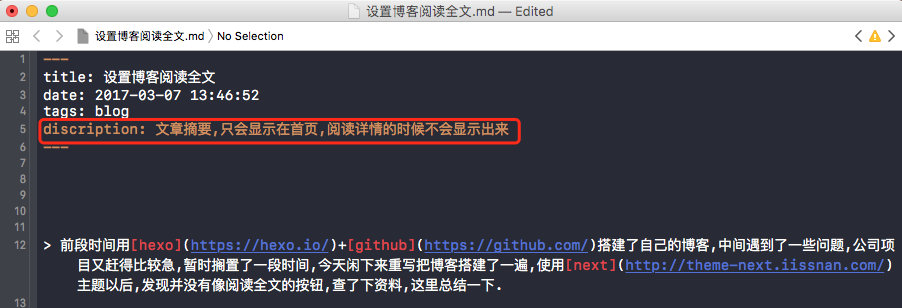 设置博客阅读全文.md — Edited
设置博客阅读全文.md 〉No Selection
1 ---
2 title: 设置博客阅读全文
3 date: 2017-03-07 13:46:52
4 tags: blog
5 discription: 文章摘要,只会显示在首页,阅读详情的时候不会显示出来
6 ---
7
8
9
10
11
12 > 前段时间用[hexo](https://hexo.io/)+[github](https://github.com/)搭建了自己的博客,中间遇到了一些问题,公司项
目又赶得比较急,暂时搁置了一段时间,今天闲下来重写把博客搭建了一遍,使用[next](http://theme-next.iissnan.com/)
主题以后,发现并没有像阅读全文的按钮,查了下资料,这里总结一下.
13